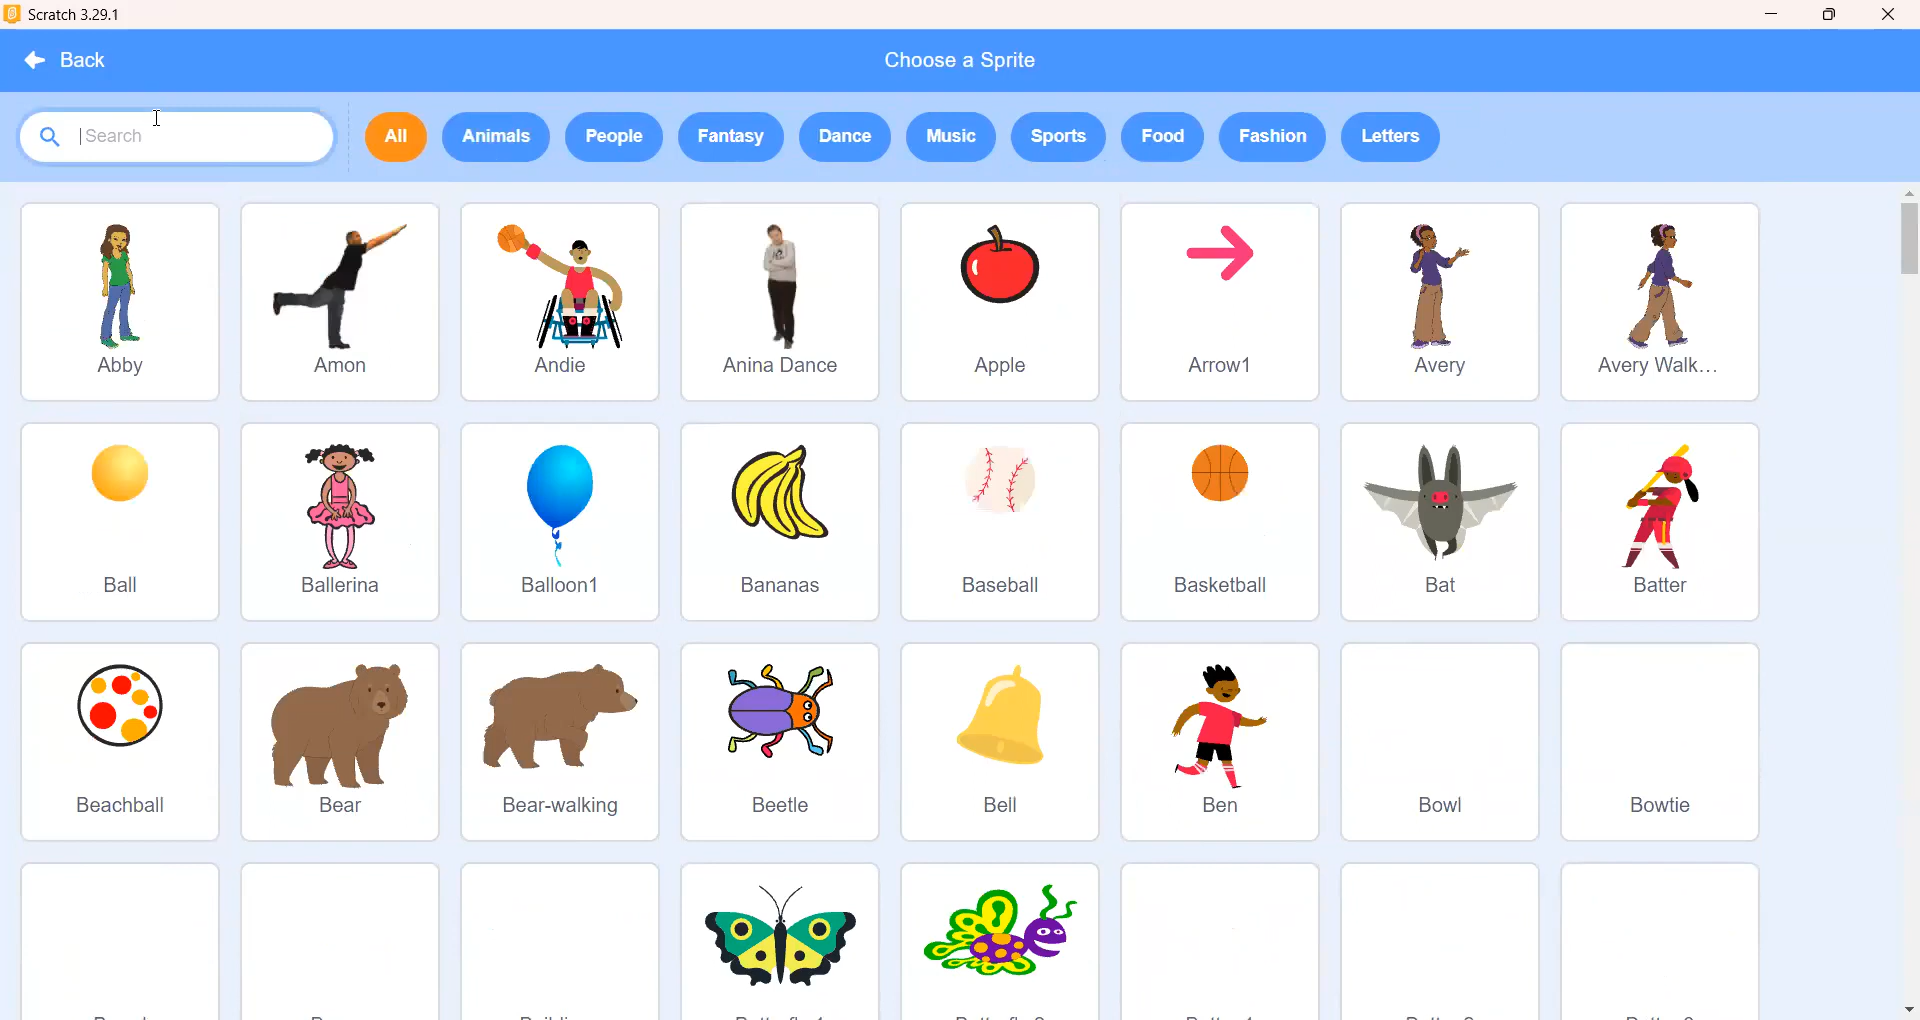 Scratch 3.29.1
Back
Choose a Sprite
Search
All
Animals
People
Fantasy
Dance
Music
Sports
Food
Fashion
Letters
Abby
Amon
Andie
Anina Dance
Apple
Arrow1
Avery
Avery Walk...
Ball
Ballerina
Balloon1
Bananas
Baseball
Basketball
Bat
Batter
Beachball
Bear
Bear-walking
Beetle
Bell
Ben
Bowl
Bowtie